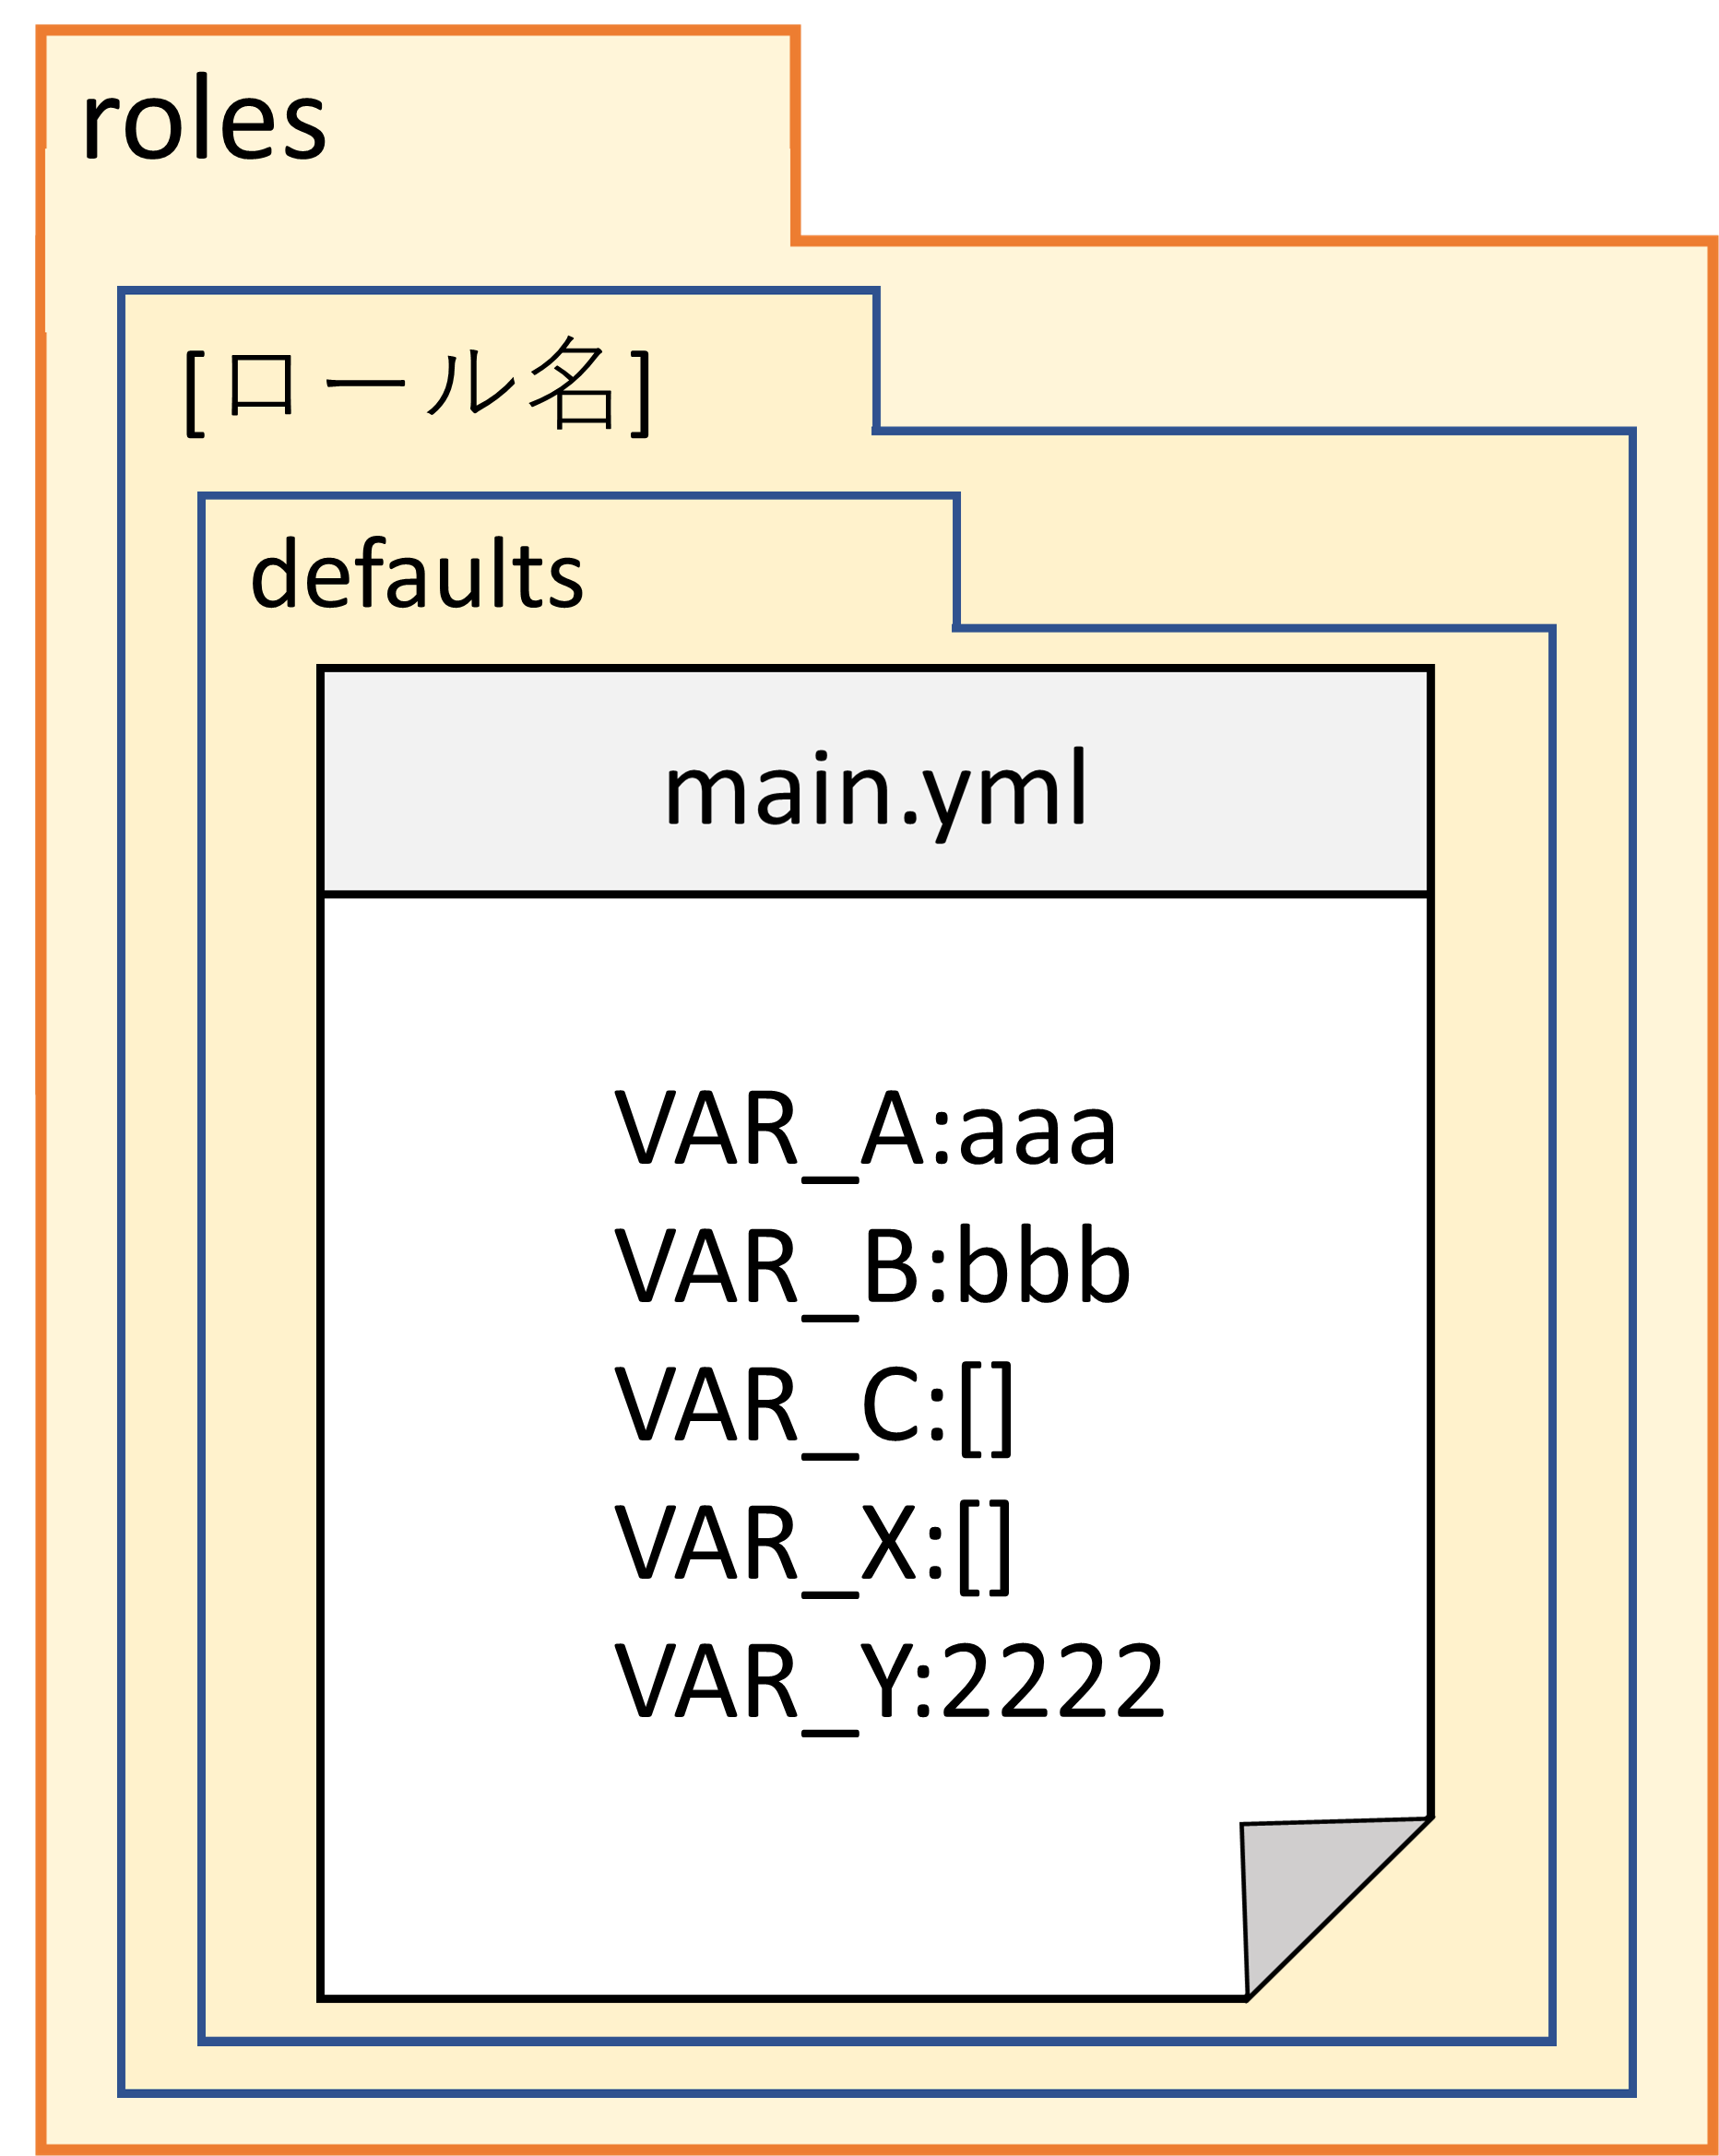 roles
[ロール名]
defaults
main.yml
VAR_A:aaa
VAR_B:bbb
VAR_C:[]
VAR_X:[]
VAR_Y:2222